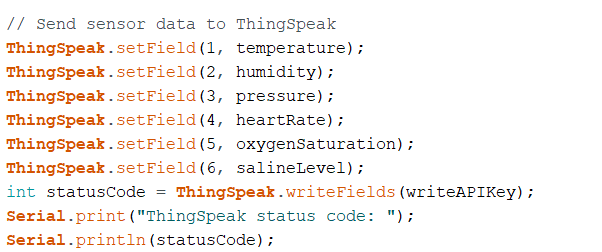 // Send sensor data to ThingSpeak
ThingSpeak.setField(1, temperature);
ThingSpeak.setField(2, humidity);
ThingSpeak.setField(3, pressure);
ThingSpeak.setField(4, heartRate);
ThingSpeak.setField(5, oxygenSaturation);
ThingSpeak.setField(6, salineLevel);
int statusCode = ThingSpeak.writeFields(writeAPIKey);
Serial.print("ThingSpeak status code: ");
Serial.println(statusCode);